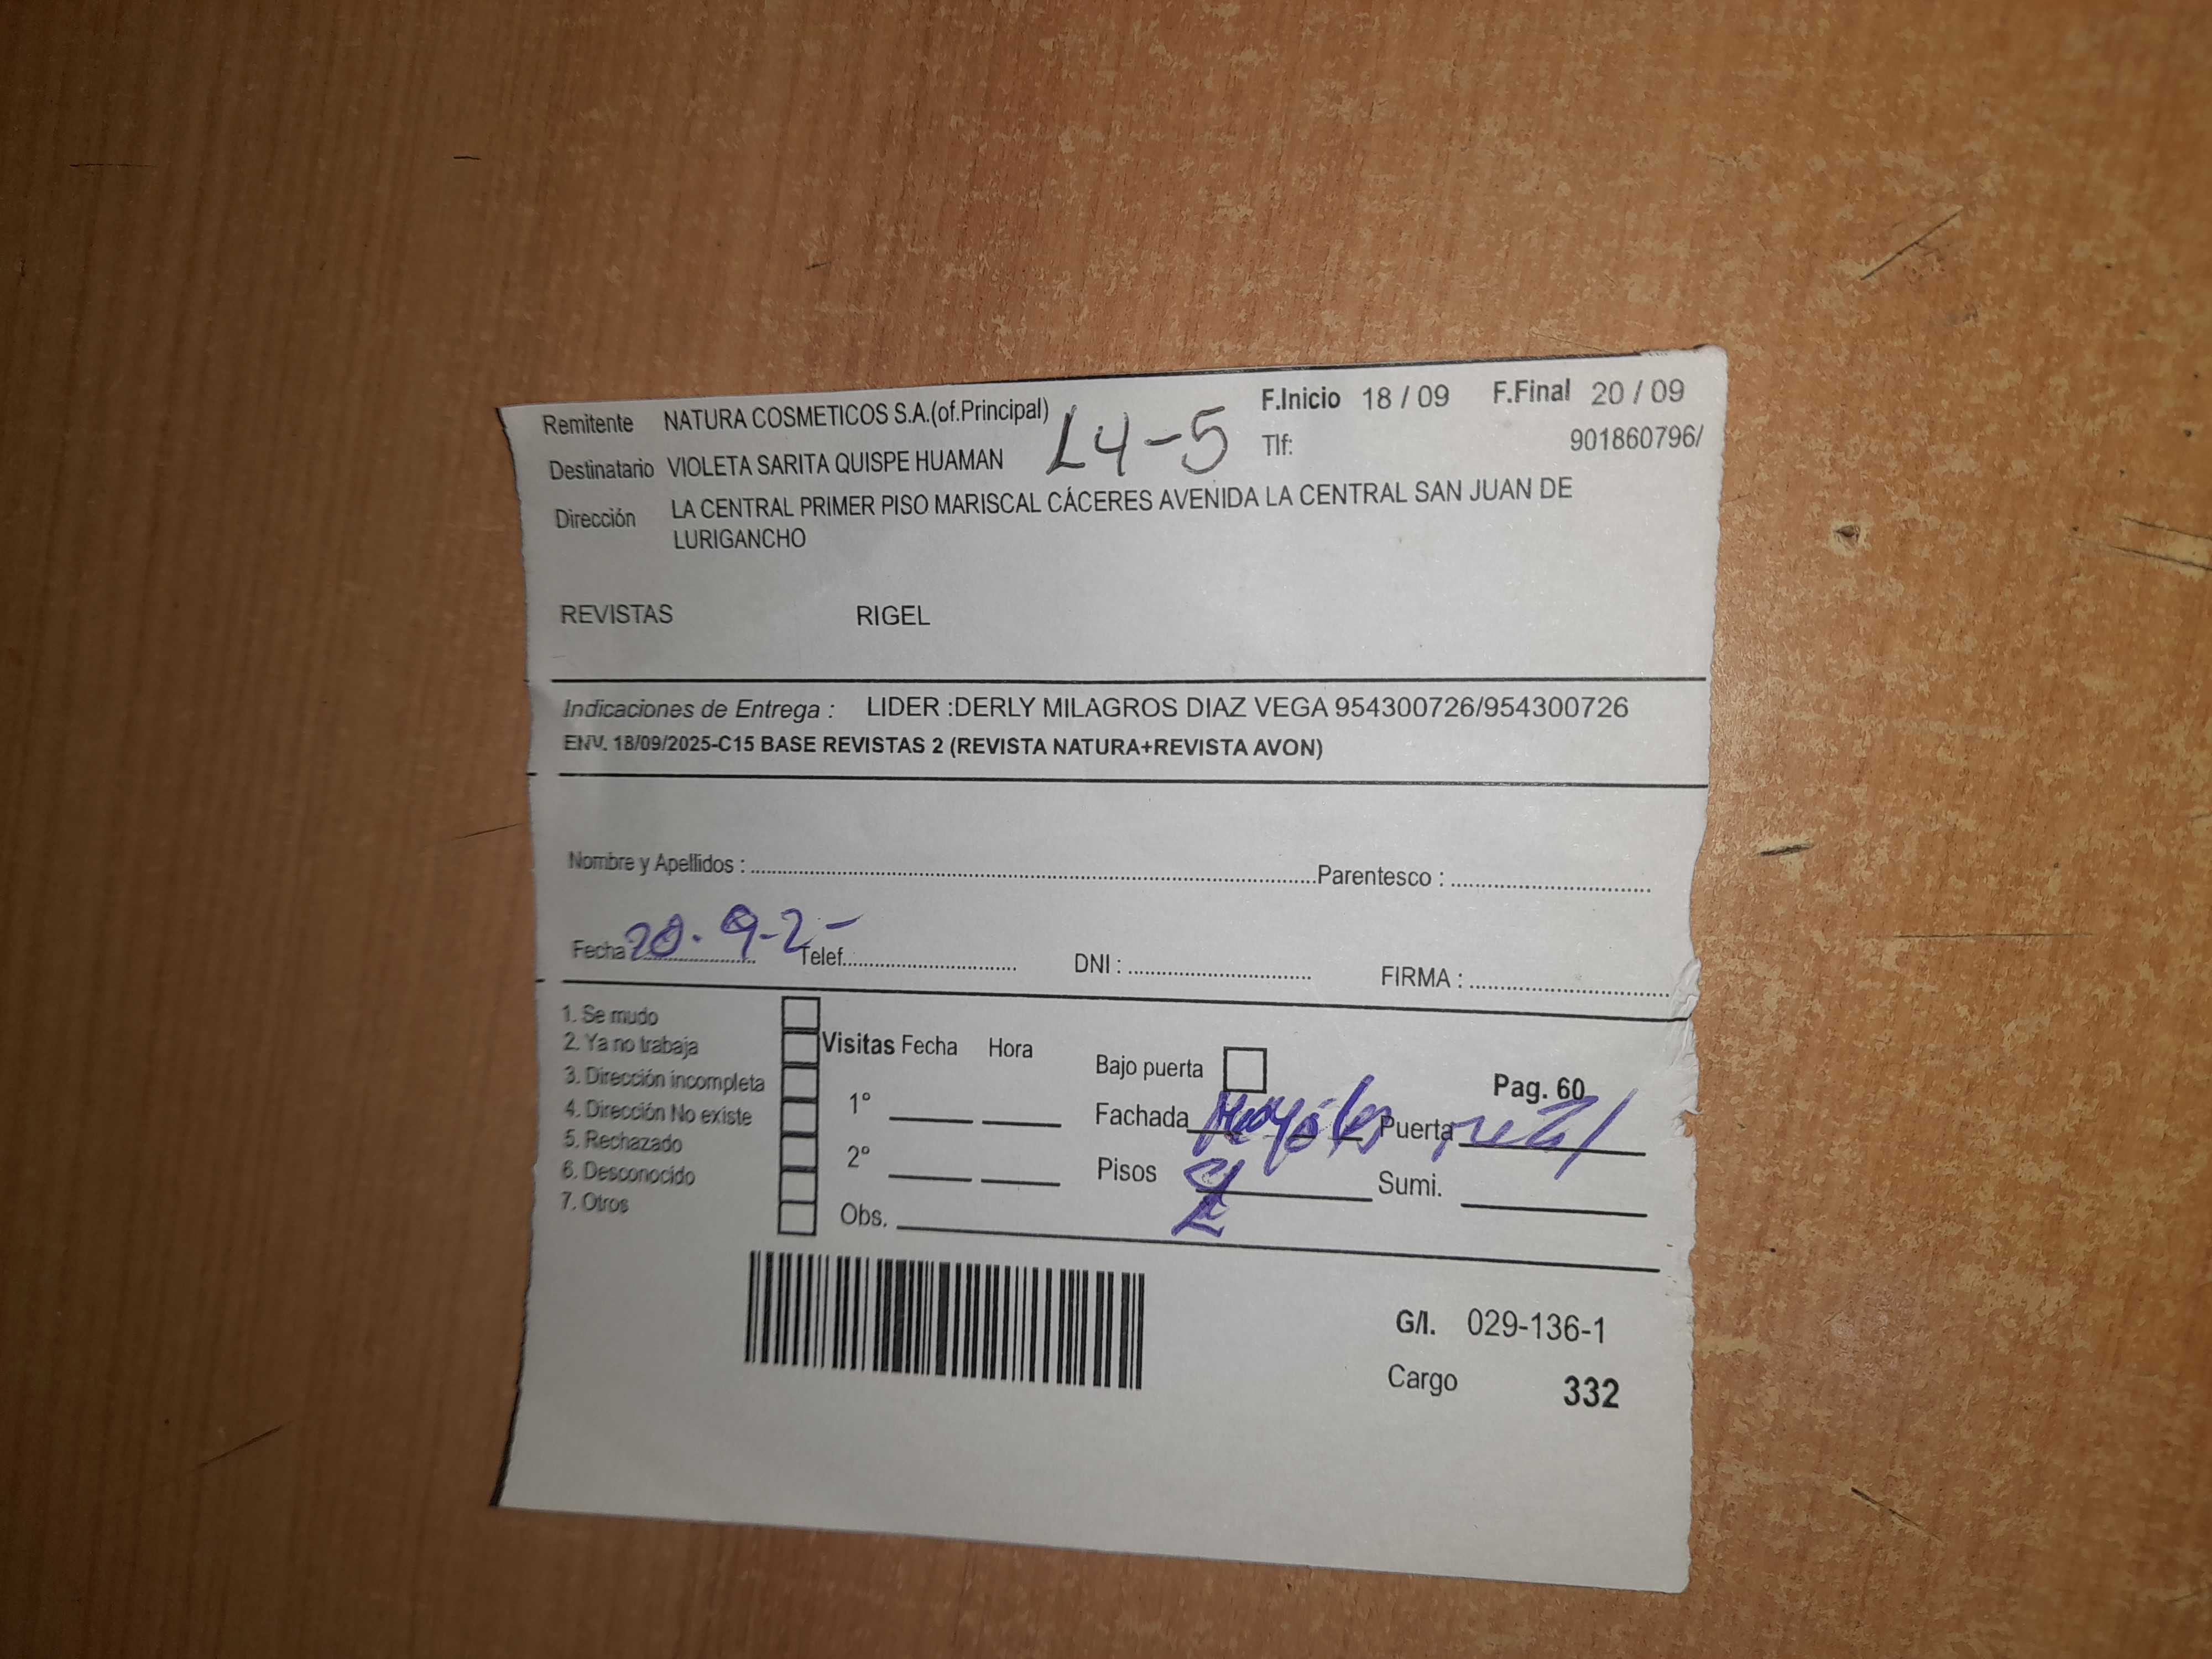 Remitente NATURA COSMETICOS S.A.(of.Principal) F.Inicio 18 / 09 F.Final 20 / 09
Destinatario VIOLETA SARITA QUISPE HUAMAN L4-5 Tlf: 901860796/
Dirección LA CENTRAL PRIMER PISO MARISCAL CÁCERES AVENIDA LA CENTRAL SAN JUAN DE
LURIGANCHO
REVISTAS RIGEL
Indicaciones de Entrega : LIDER :DERLY MILAGROS DIAZ VEGA 954300726/954300726
ENV. 18/09/2025-C15 BASE REVISTAS 2 (REVISTA NATURA+REVISTA AVON)
Nombre y Apellidos : Parentesco :
Fecha 20-9-2- Telef. DNI : FIRMA :
1. Se mudo
2. Ya no trabaja
3. Dirección incompleta
4. Dirección No existe
5. Rechazado
6. Desconocido
7. Otros
Visitas Fecha Hora
1°
2°
Obs.
Bajo puerta Pag. 60
Fachada Puerta
Pisos Sumi.
G/I. 029-136-1
Cargo 332